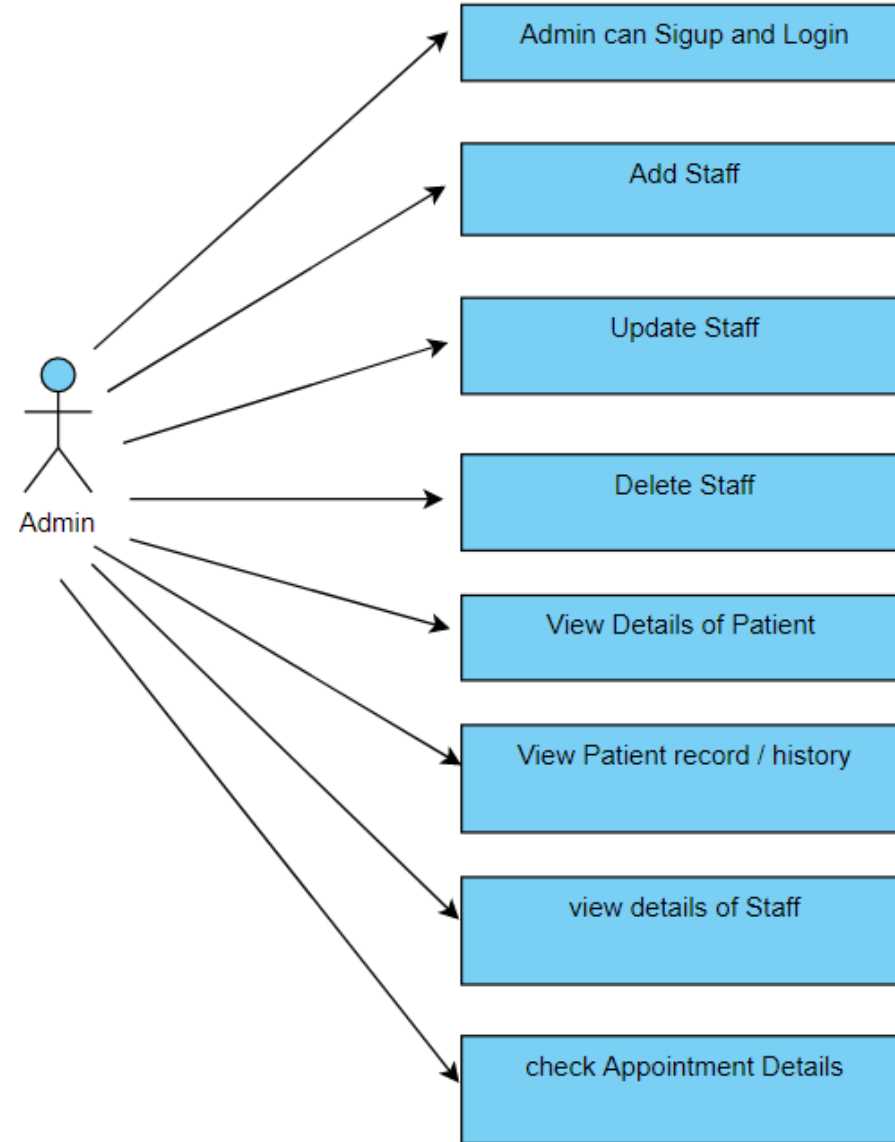 Admin can Sigup and Login
Add Staff
Update Staff
Delete Staff
Admin
View Details of Patient
View Patient record / history
view details of Staff
check Appointment Details